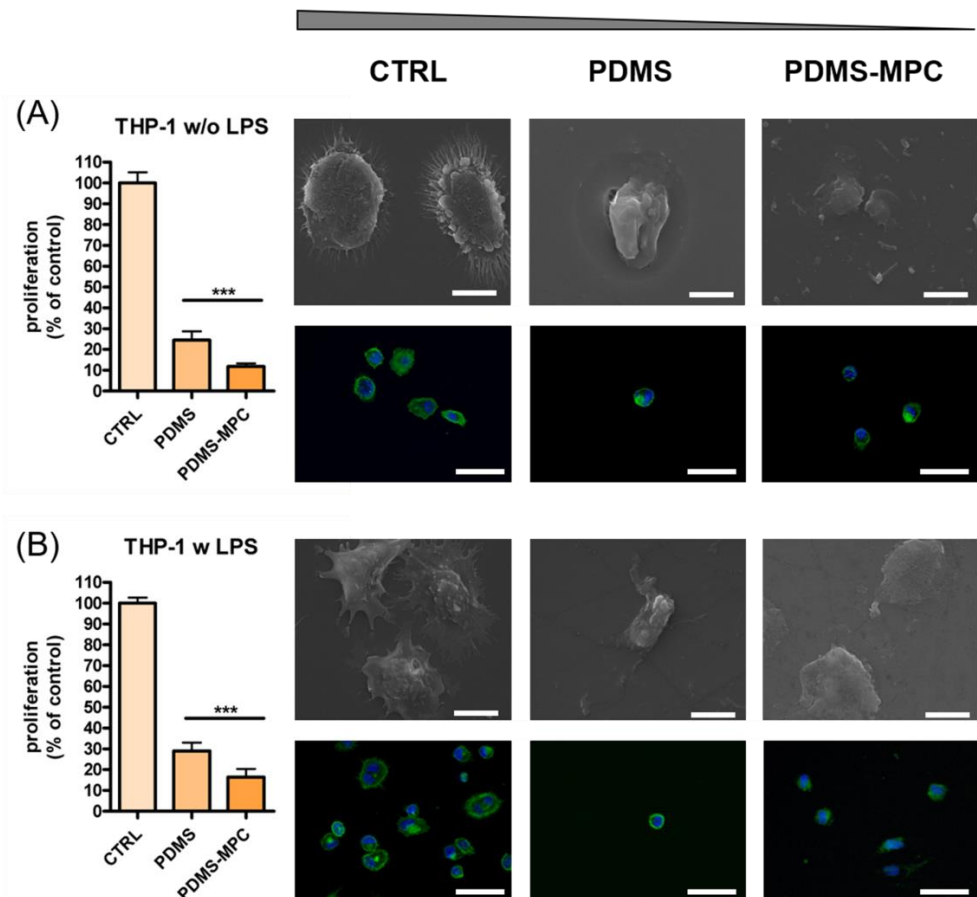 CTRL PDMS PDMS-MPC
(A)
THP-1 w/o LPS
proliferation
(% of control)
110
100
90
80
70
60
50
40
30
20
10
0
***
CTRL
PDMS
PDMS-MPC
(B)
THP-1 w LPS
proliferation
(% of control)
110
100
90
80
70
60
50
40
30
20
10
0
***
CTRL
PDMS
PDMS-MPC